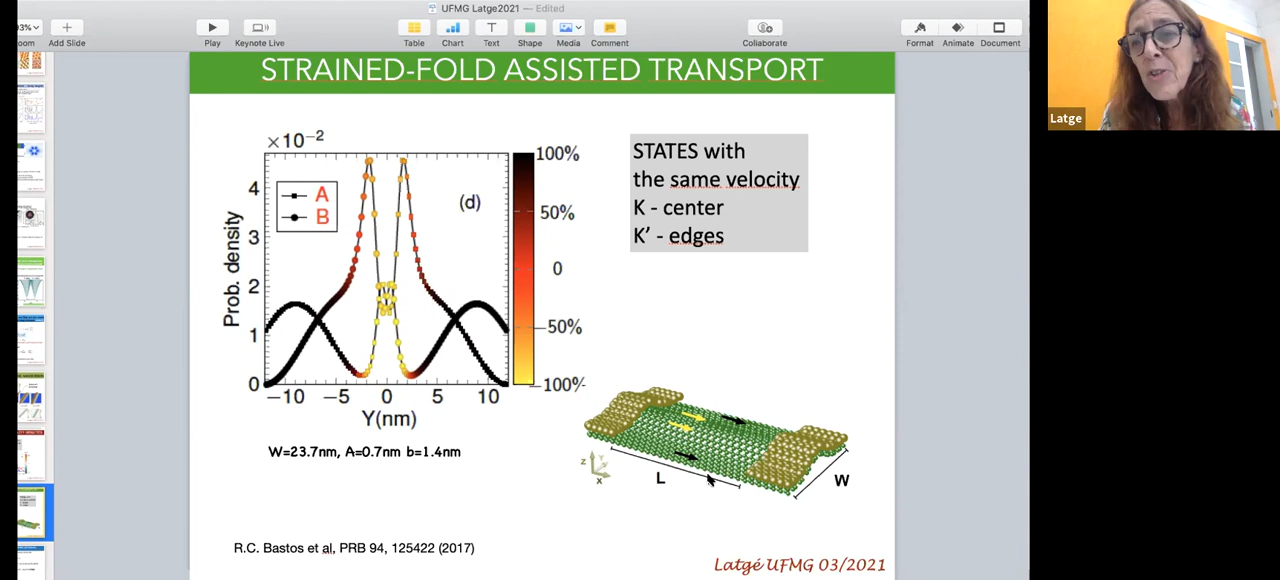 UFMG Latge2021 — Edited
Add Slide
Play
Keynote Live
Table
Chart
Text
Shape
Media
Comment
Collaborate
Format
Animate
Document
STRAINED-FOLD ASSISTED TRANSPORT
×10−2
A
B
(d)
4
3
2
1
0
Prob. density
−10 −5 0 5 10
Y(nm)
100%
50%
0
−50%
−100%
W=23.7nm, A=0.7nm b=1.4nm
STATES with
the same velocity
K - center
K’ - edges
L
W
z
Y
x
R.C. Bastos et al, PRB 94, 125422 (2017)
Latgé UFMG 03/2021
Latge